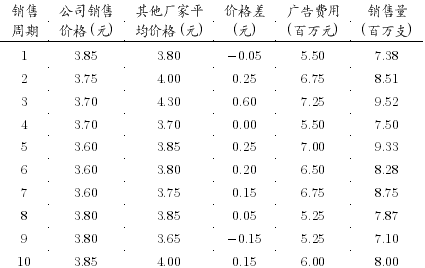 销售 公司销售 其他厂家平 价格差 广告费用 销售量
周期 价格(元) 均价格(元) (元) (百万元) (百万支)
1 3.85 3.80 -0.05 5.50 7.38
2 3.75 4.00 0.25 6.75 8.51
3 3.70 4.30 0.60 7.25 9.52
4 3.70 3.70 0.00 5.50 7.50
5 3.60 3.85 0.25 7.00 9.33
6 3.60 3.80 0.20 6.50 8.28
7 3.60 3.75 0.15 6.75 8.75
8 3.80 3.85 0.05 5.25 7.87
9 3.80 3.65 -0.15 5.25 7.10
10 3.85 4.00 0.15 6.00 8.00